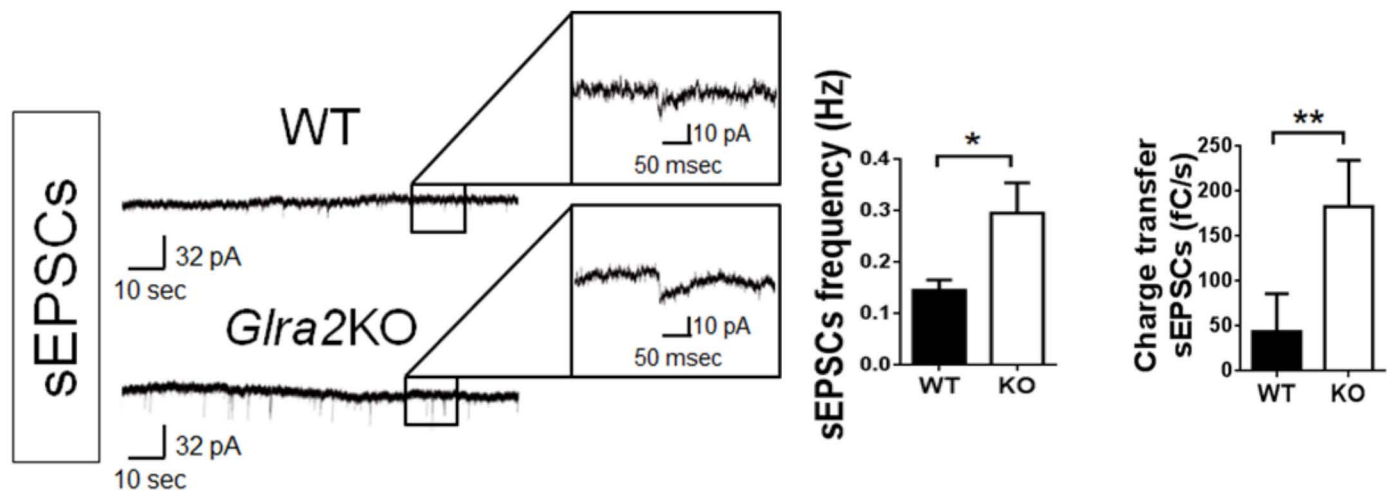 sEPSCs
WT
10 pA
50 msec
32 pA
10 sec
Glra2KO
10 pA
50 msec
32 pA
10 sec
sEPSCs frequency (Hz)
0.4
0.3
0.2
0.1
0.0
*
WT KO
Charge transfer
sEPSCs (fC/s)
250
200
150
100
50
0
**
WT KO